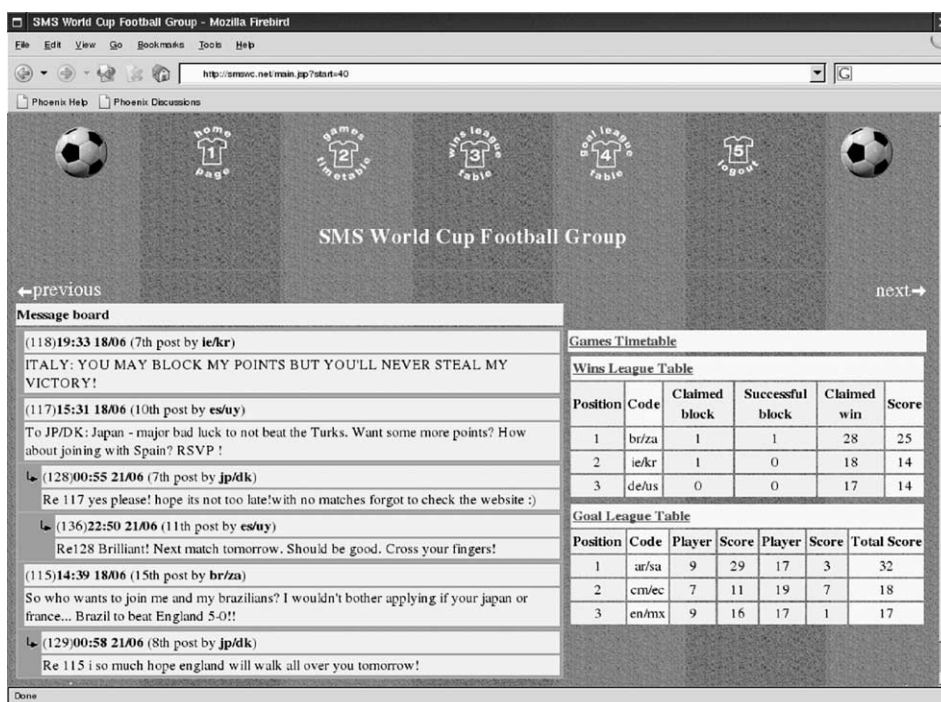 SMS World Cup Football Group - Mozilla Firebird
File Edit View Go Bookmarks Tools Help
http://smswc.net/main.jsp?start=40
G
Phoenix Help Phoenix Discussions
home 1 page
games 2 timetable
wins league 3 table
goal league 4 table
5 logout
SMS World Cup Football Group
previous
next
Message board
(118)19:33 18/06 (7th post by ie/kr)
ITALY: YOU MAY BLOCK MY POINTS BUT YOU'LL NEVER STEAL MY
VICTORY!
(117)15:31 18/06 (10th post by es/uy)
To JP/DK: Japan - major bad luck to not beat the Turks. Want some more points? How
about joining with Spain? RSVP !
(128)00:55 21/06 (7th post by jp/dk)
Re 117 yes please! hope its not too late!with no matches forgot to check the website :)
(136)22:50 21/06 (11th post by es/uy)
Re128 Brilliant! Next match tomorrow. Should be good. Cross your fingers!
(115)14:39 18/06 (15th post by br/za)
So who wants to join me and my brazilians? I wouldn't bother applying if your japan or
france... Brazil to beat England 5-0!!
(129)00:58 21/06 (8th post by jp/dk)
Re 115 i so much hope england will walk all over you tomorrow!
Games Timetable
Wins League Table
Position Code Claimed block Successful block Claimed win Score
1 br/za 1 1 28 25
2 ie/kr 1 0 18 14
3 de/us 0 0 17 14
Goal League Table
Position Code Player Score Player Score Total Score
1 ar/sa 9 29 17 3 32
2 cm/ec 7 11 19 7 18
3 en/mx 9 16 17 1 17
Done